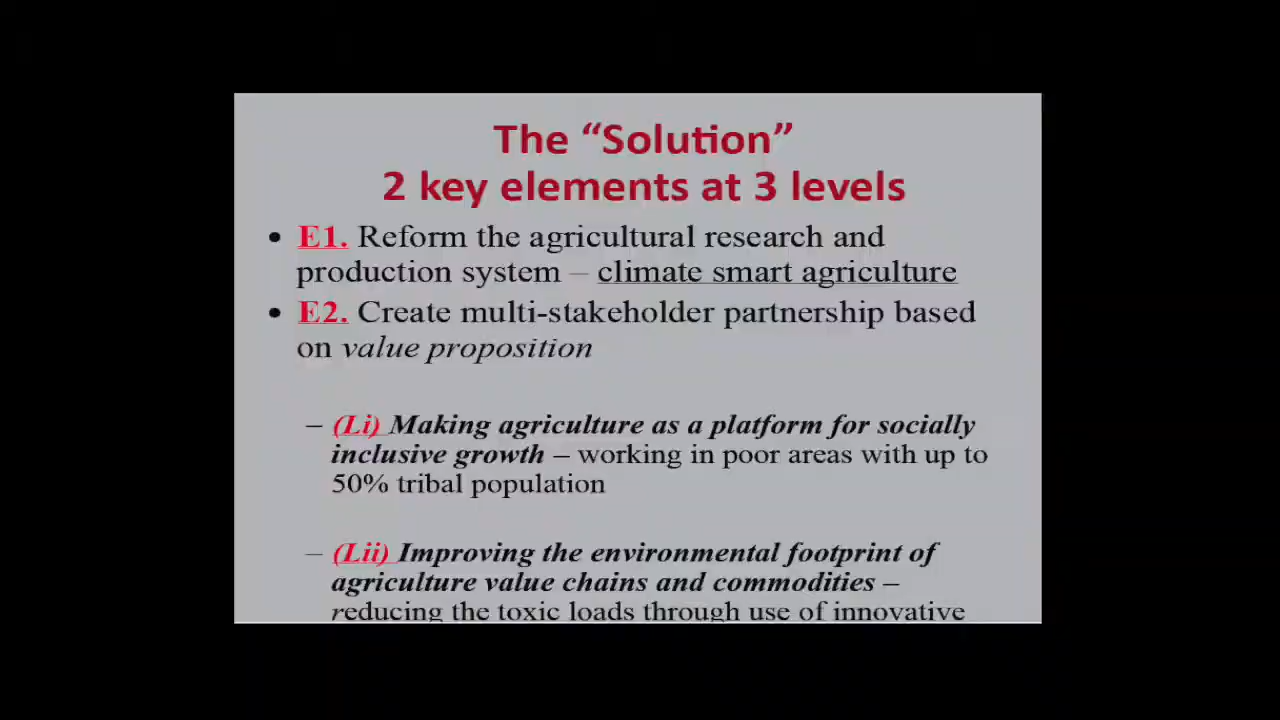 The “Solution”
2 key elements at 3 levels
• E1. Reform the agricultural research and
production system – climate smart agriculture
• E2. Create multi-stakeholder partnership based
on value proposition
– (Li) Making agriculture as a platform for socially
inclusive growth – working in poor areas with up to
50% tribal population
– (Lii) Improving the environmental footprint of
agriculture value chains and commodities –
reducing the toxic loads through use of innovative